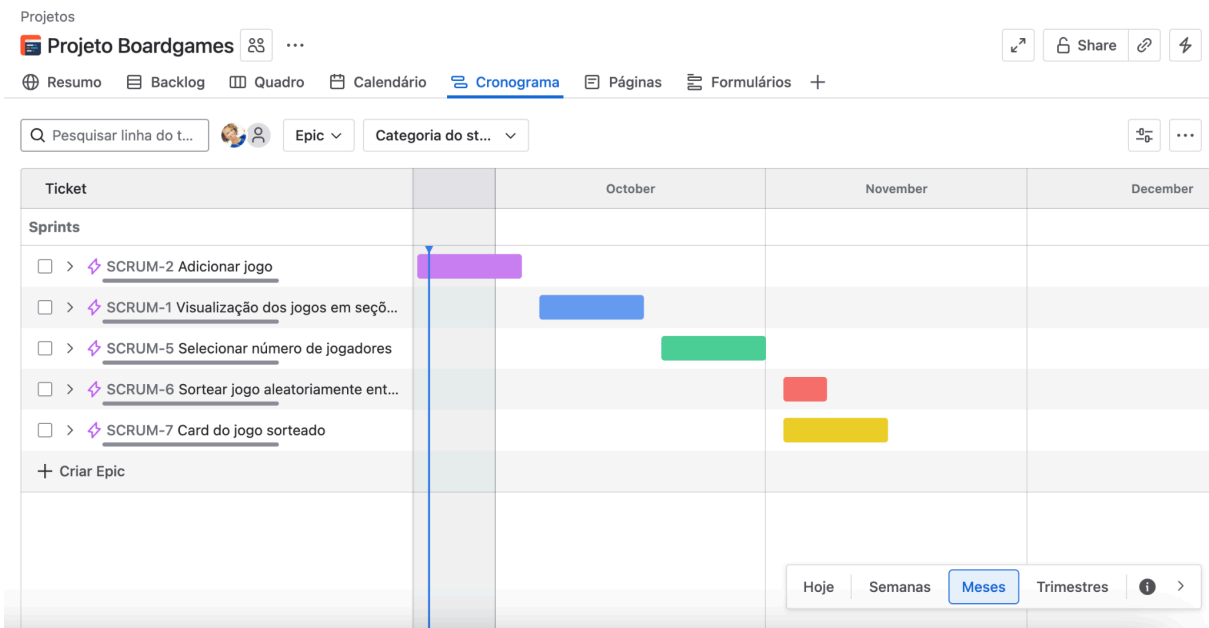 Projetos
Projeto Boardgames
Share
Resumo Backlog Quadro Calendário Cronograma Páginas Formulários
Pesquisar linha do t... Epic Categoria do st...
Ticket October November December
Sprints
SCRUM-2 Adicionar jogo
SCRUM-1 Visualização dos jogos em seçõ...
SCRUM-5 Selecionar número de jogadores
SCRUM-6 Sortear jogo aleatoriamente ent...
SCRUM-7 Card do jogo sorteado
Criar Epic
Hoje Semanas Meses Trimestres